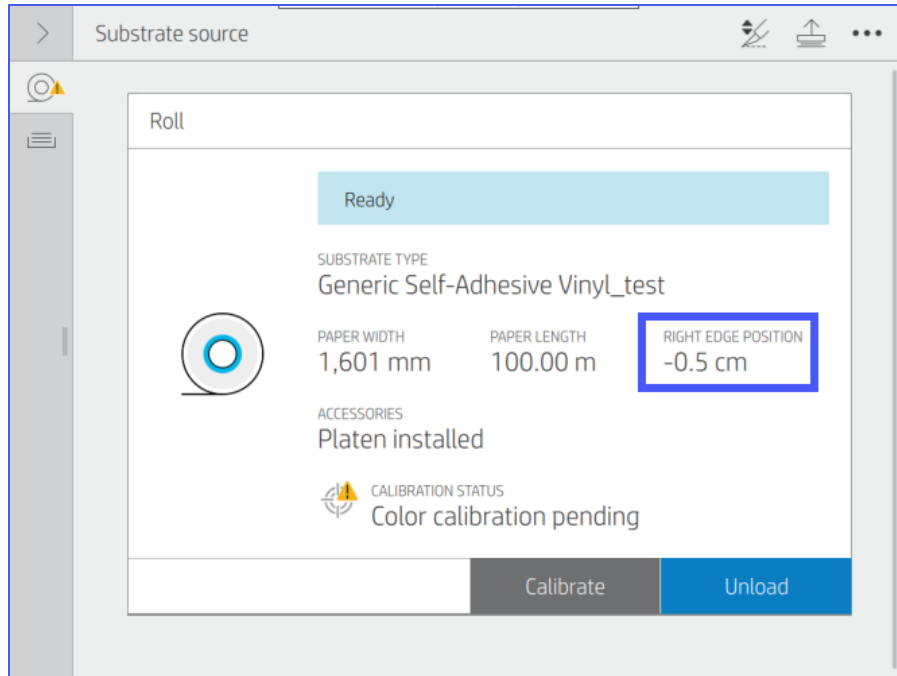 Substrate source
Roll
Ready
SUBSTRATE TYPE
Generic Self-Adhesive Vinyl_test
PAPER WIDTH PAPER LENGTH RIGHT EDGE POSITION
1,601 mm 100.00 m -0.5 cm
ACCESSORIES
Platen installed
CALIBRATION STATUS
Color calibration pending
Calibrate Unload